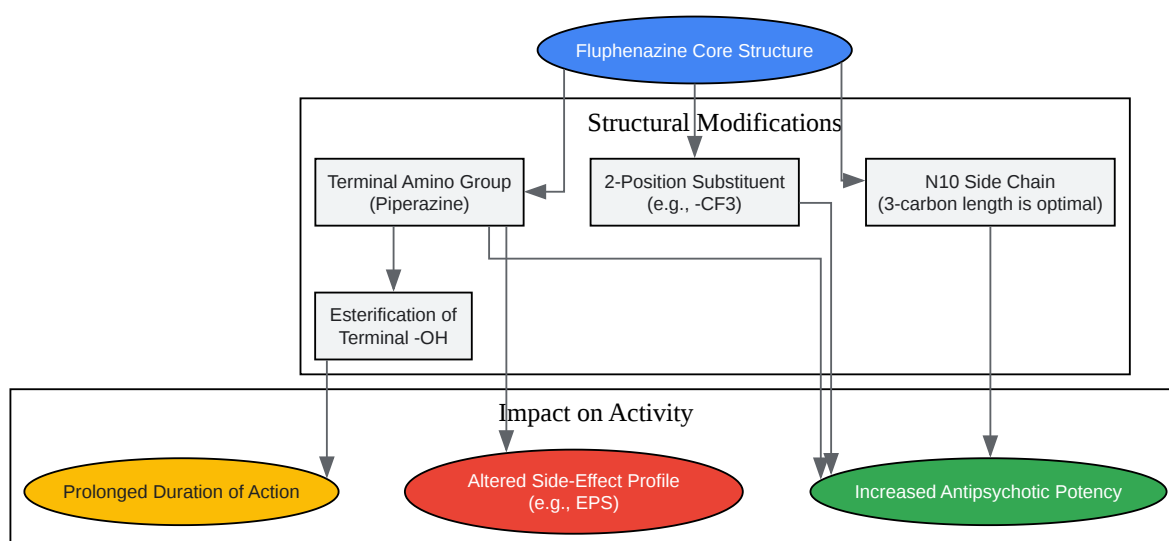 Fluphenazine Core Structure
Structural Modifications
Terminal Amino Group
(Piperazine)
2-Position Substituent
(e.g., -CF3)
N10 Side Chain
(3-carbon length is optimal)
Esterification of
Terminal -OH
Impact on Activity
Prolonged Duration of Action
Altered Side-Effect Profile
(e.g., EPS)
Increased Antipsychotic Potency